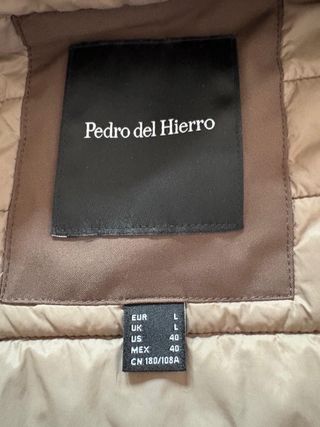 Pedro del Hierro
EUR L
UK L
US 40
MEX 40
CN 180/108A